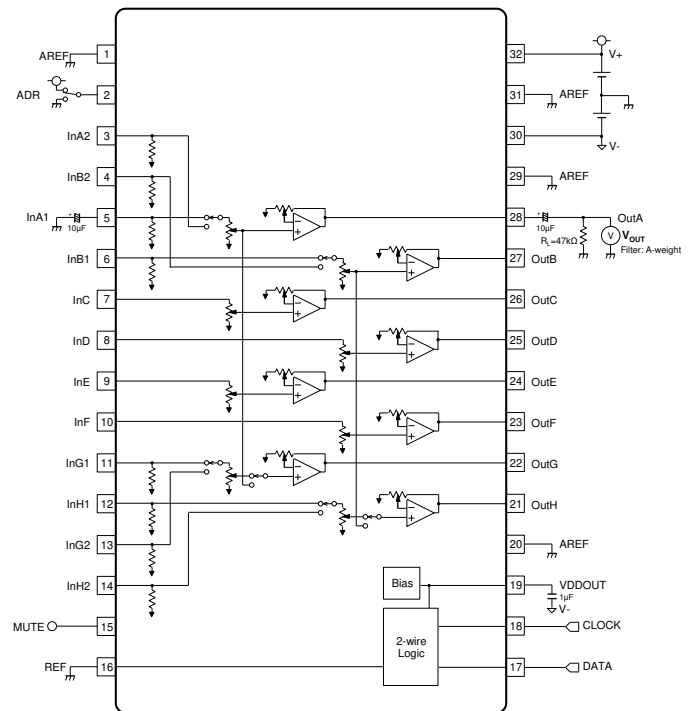 AREF 1
ADR 2
InA2 3
InB2 4
InA1 10µF 5
InB1 6
InC 7
InD 8
InE 9
InF 10
InG1 11
InH1 12
InG2 13
InH2 14
MUTE 15
REF 16
32 V+
31 AREF
30 V-
29 AREF
28 10µF OutA
RL=47kΩ V VOUT
Filter: A-weight
27 OutB
26 OutC
25 OutD
24 OutE
23 OutF
22 OutG
21 OutH
20 AREF
19 VDDOUT
1µF
V-
18 CLOCK
17 DATA
Bias
2-wire
Logic